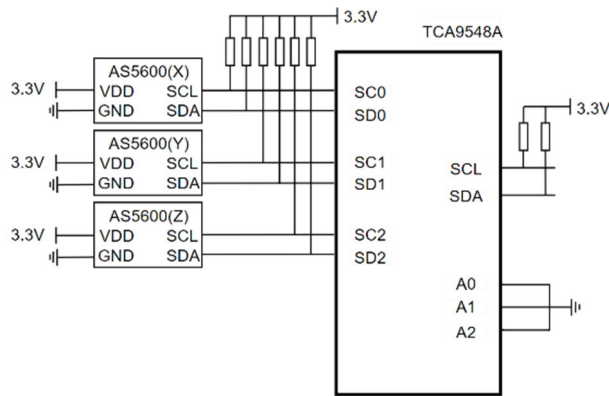 3.3V
TCA9548A
AS5600(X)
3.3V VDD SCL SC0
GND SDA SD0
3.3V
AS5600(Y)
3.3V VDD SCL SC1 SCL
GND SDA SD1 SDA
AS5600(Z)
3.3V VDD SCL SC2
GND SDA SD2
A0
A1
A2